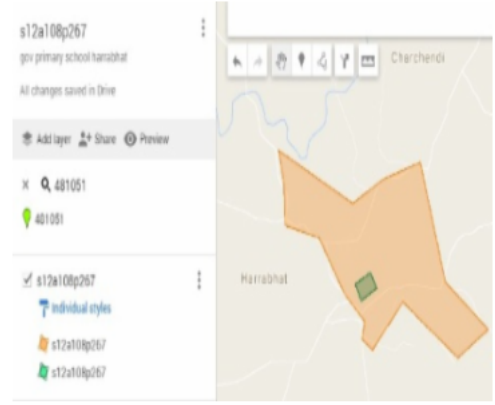 s12a108p267
gov primary school harrabhat
All changes saved in Drive
Add layer Share Preview
481051
481051
s12a108p267
Individual styles
s12a108p267
s12a108p267
Charchendi
Harrabhat